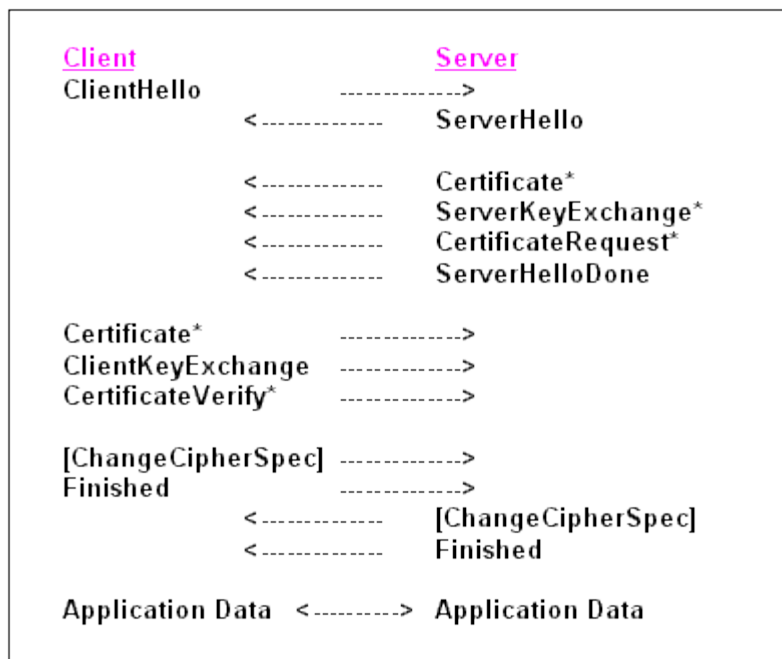 Client Server
ClientHello -------------->
<-------------- ServerHello
<-------------- Certificate*
<-------------- ServerKeyExchange*
<-------------- CertificateRequest*
<-------------- ServerHelloDone
Certificate* -------------->
ClientKeyExchange -------------->
CertificateVerify* -------------->
[ChangeCipherSpec] -------------->
Finished -------------->
<-------------- [ChangeCipherSpec]
<-------------- Finished
Application Data <----------> Application Data